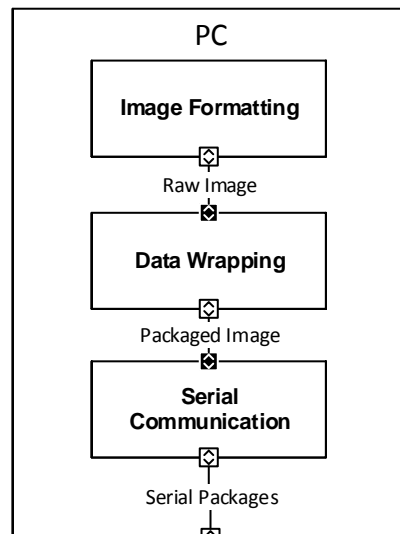 PC
Image Formatting
Raw Image
Data Wrapping
Packaged Image
Serial
Communication
Serial Packages